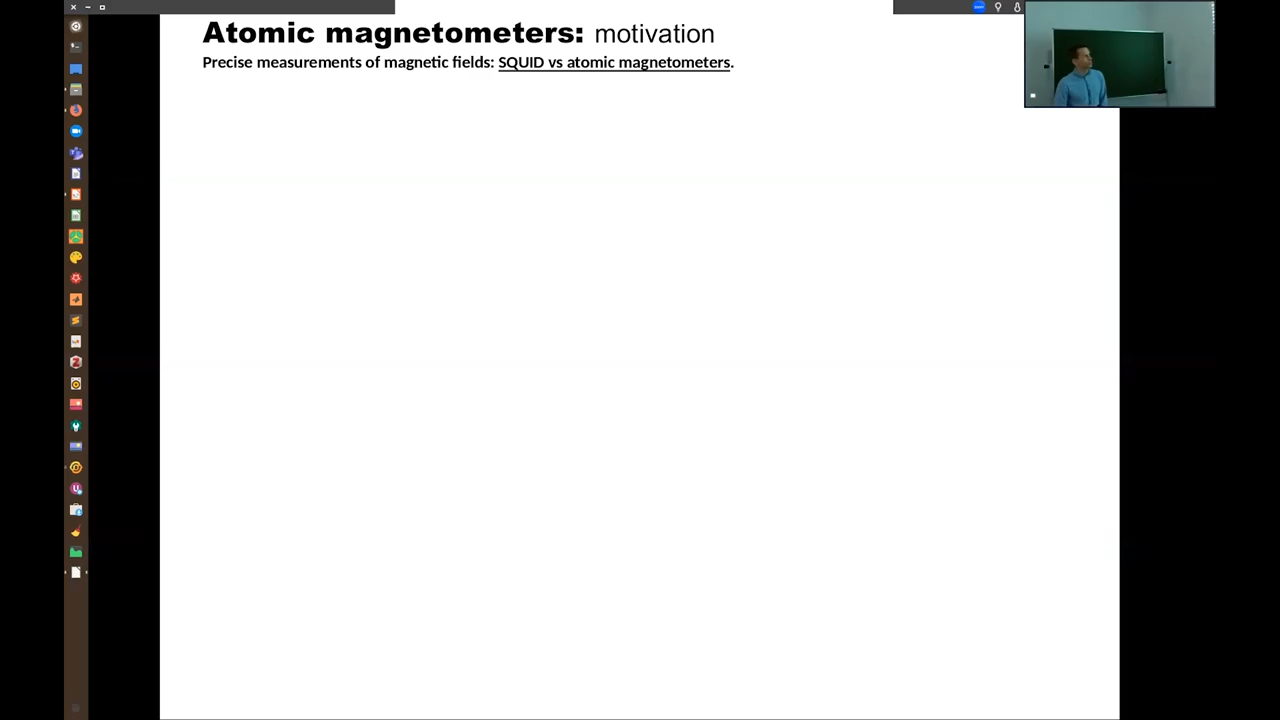 Atomic magnetometers: motivation
Precise measurements of magnetic fields: SQUID vs atomic magnetometers.